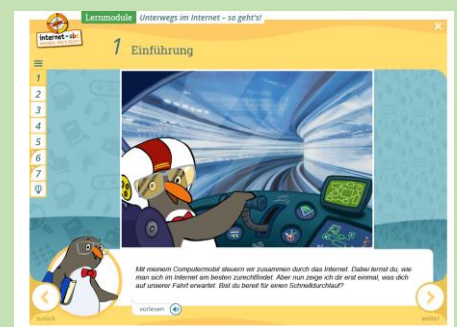 Lernmodule Unterwegs im Internet – so geht's!
internet-abc
1 Einführung
1
2
3
4
5
6
7
Mit meinem Computermobil steuern wir zusammen durch das Internet. Dabei lernst du, wie
man sich im Internet am besten zurechtfindet. Aber nun zeige ich dir erst einmal, was dich
auf unserer Fahrt erwartet. Bist du bereit für einen Schnelldurchlauf?
vorlesen
zurück
weiter